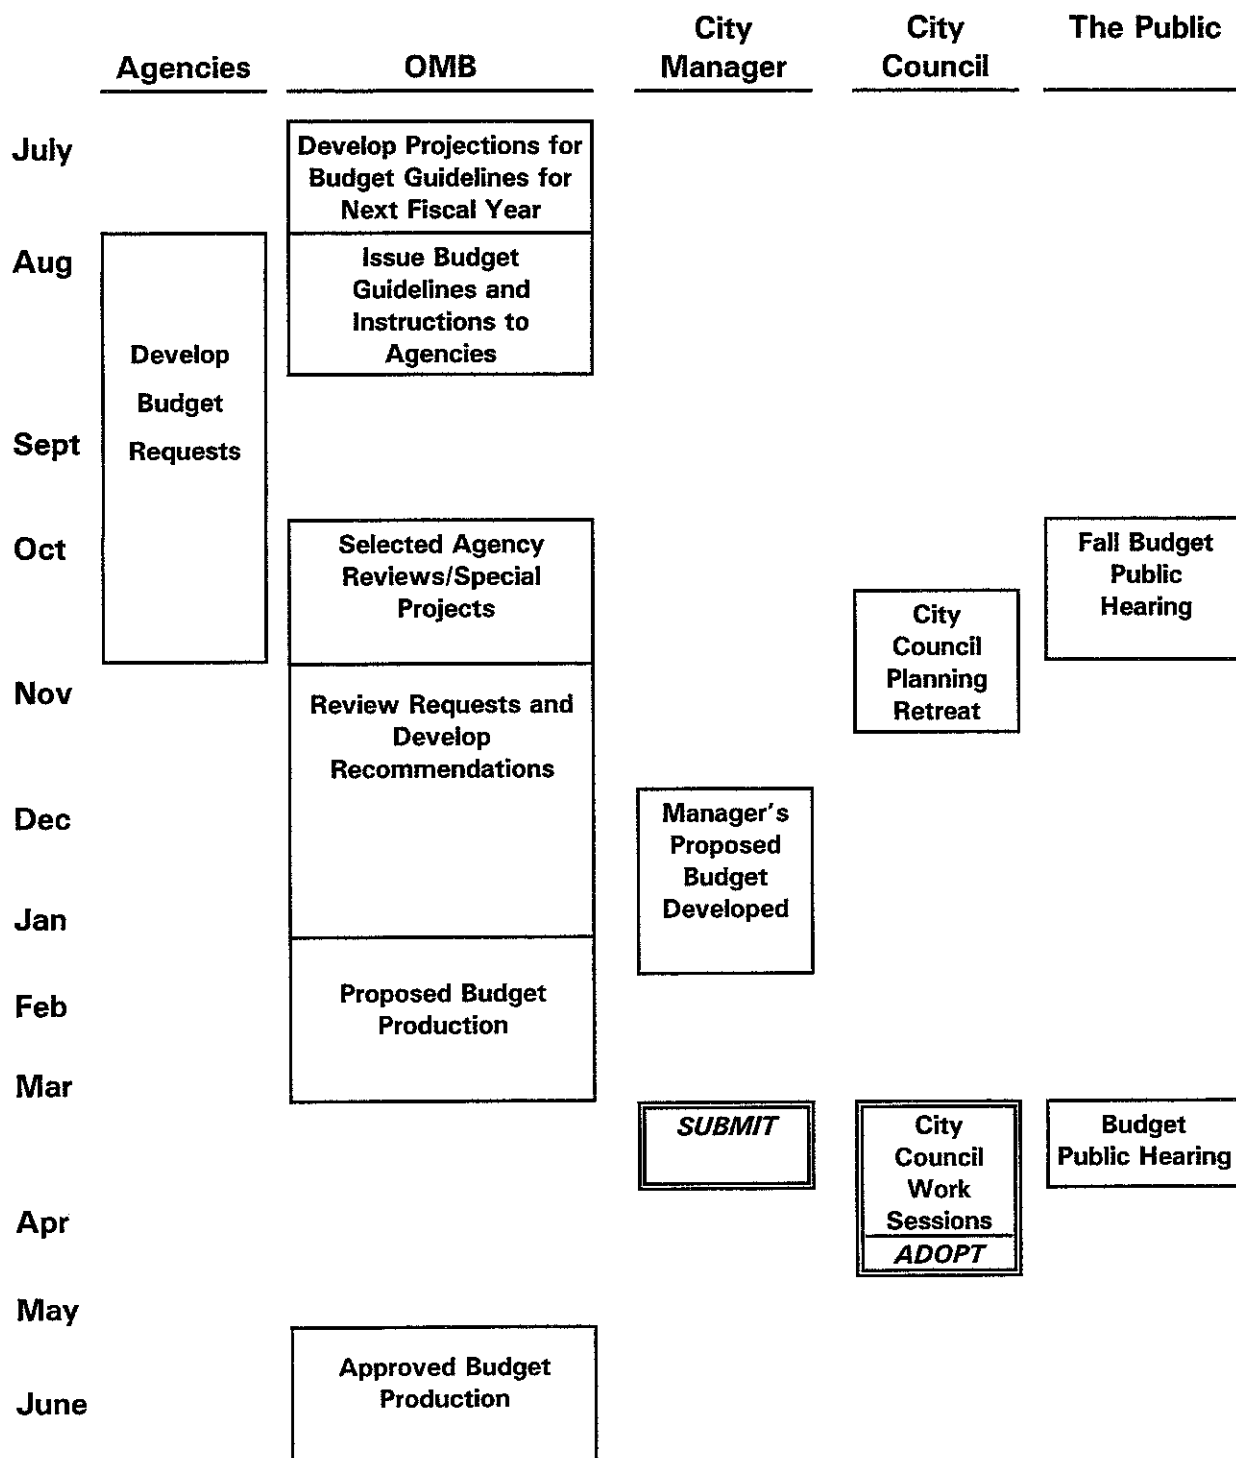 Agencies
OMB
City
Manager
City
Council
The Public
July
Develop Projections for
Budget Guidelines for
Next Fiscal Year
Aug
Issue Budget
Guidelines and
Instructions to
Agencies
Develop
Budget
Requests
Sept
Oct
Selected Agency
Reviews/Special
Projects
Fall Budget
Public
Hearing
City
Council
Planning
Retreat
Nov
Review Requests and
Develop
Recommendations
Dec
Manager's
Proposed
Budget
Developed
Jan
Feb
Proposed Budget
Production
Mar
SUBMIT
City
Council
Work
Sessions
ADOPT
Budget
Public Hearing
Apr
May
Approved Budget
Production
June